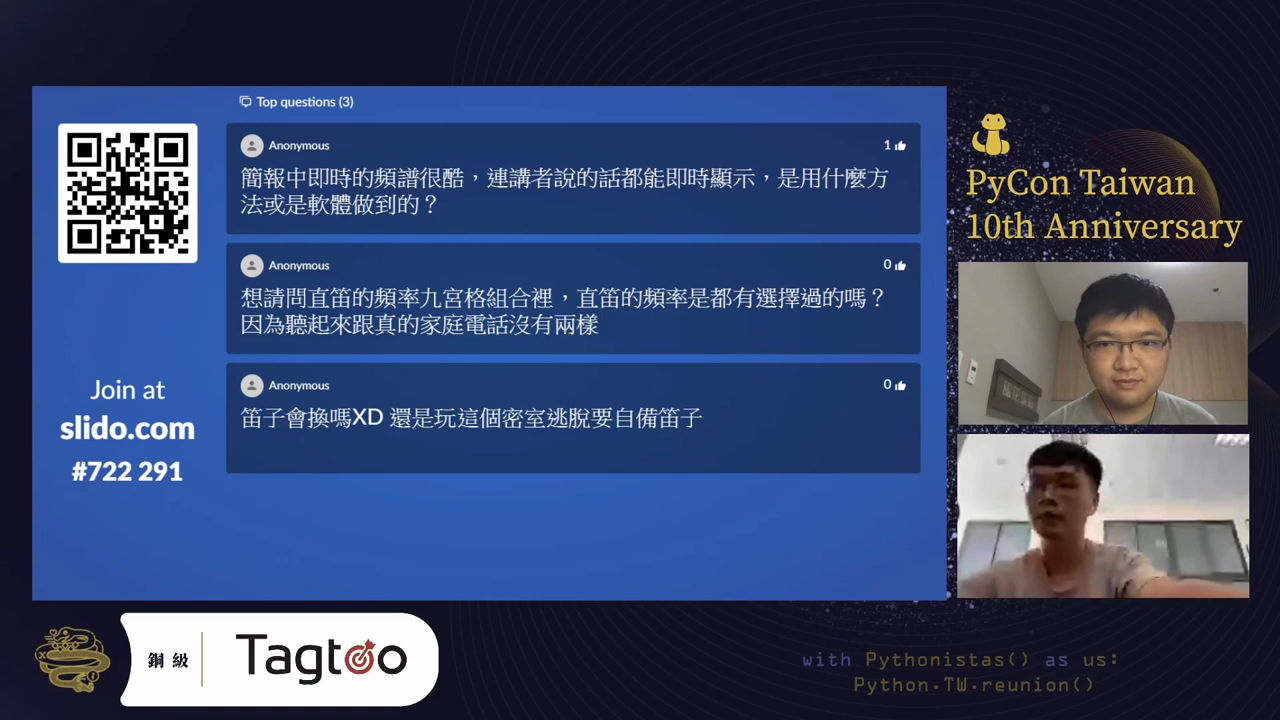 Top questions (3)
Anonymous
1
簡報中即時的頻譜很酷，連講者說的話都能即時顯示，是用什麼方
法或是軟體做到的？
Anonymous
0
想請問直笛的頻率九宮格組合裡，直笛的頻率是都有選擇過的嗎？
因為聽起來跟真的家庭電話沒有兩樣
Anonymous
0
笛子會換嗎XD 還是玩這個密室逃脫要自備笛子
Join at
slido.com
#722 291
PyCon Taiwan
10th Anniversary
銅級
Tagtoo
with Pythonistas() as us:
Python.TW.reunion()